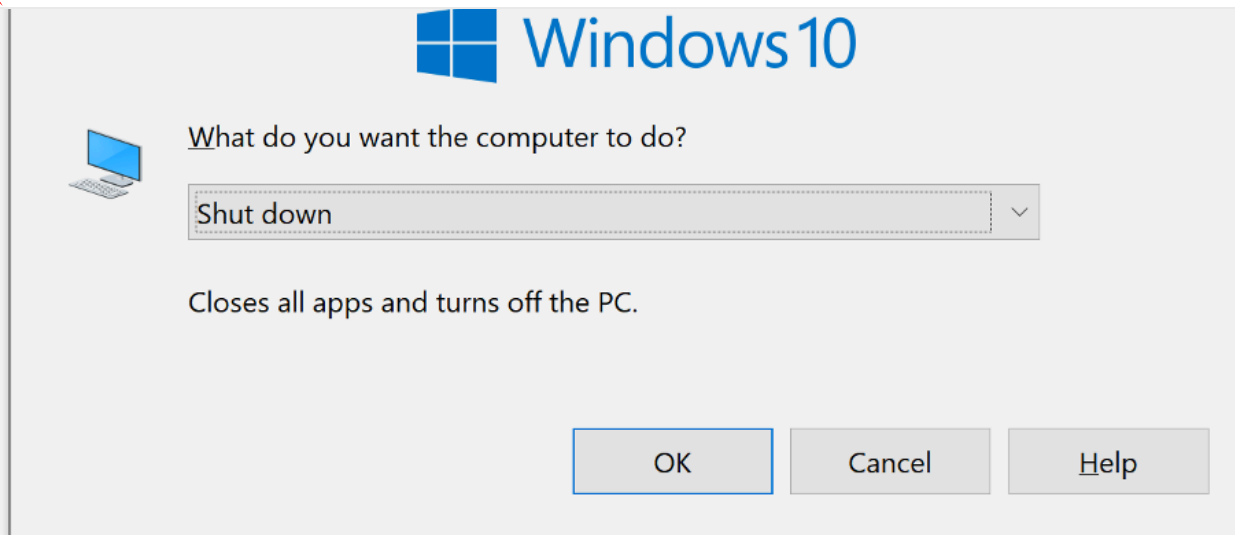 Windows 10
What do you want the computer to do?
Shut down
Closes all apps and turns off the PC.
OK Cancel Help